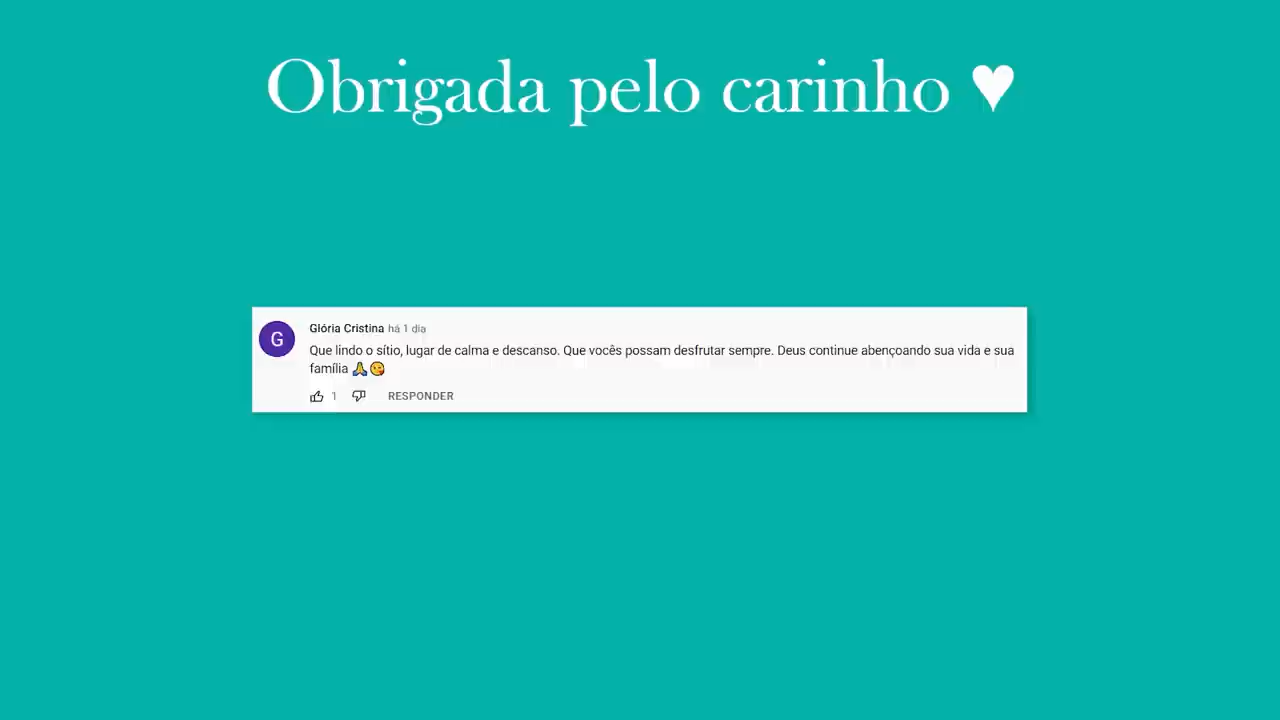 Obrigada pelo carinho ♥
G
Glória Cristina há 1 dia
Que lindo o sítio, lugar de calma e descanso. Que vocês possam desfrutar sempre. Deus continue abençoando sua vida e sua
família 🙏😘
1 RESPONDER